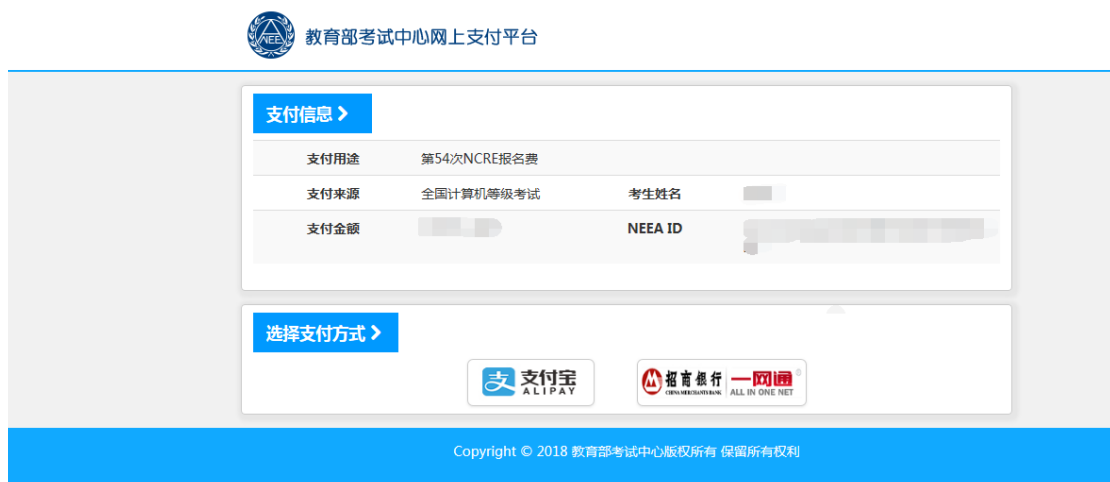 NEE
教育部考试中心网上支付平台
支付信息
支付用途 第54次NCRE报名费
支付来源 全国计算机等级考试 考生姓名
支付金额 NEEA ID
选择支付方式
支 支付宝 ALIPAY 招商银行 CHINA MERCHANTS BANK 一网通 ALL IN ONE NET
Copyright © 2018 教育部考试中心版权所有 保留所有权利